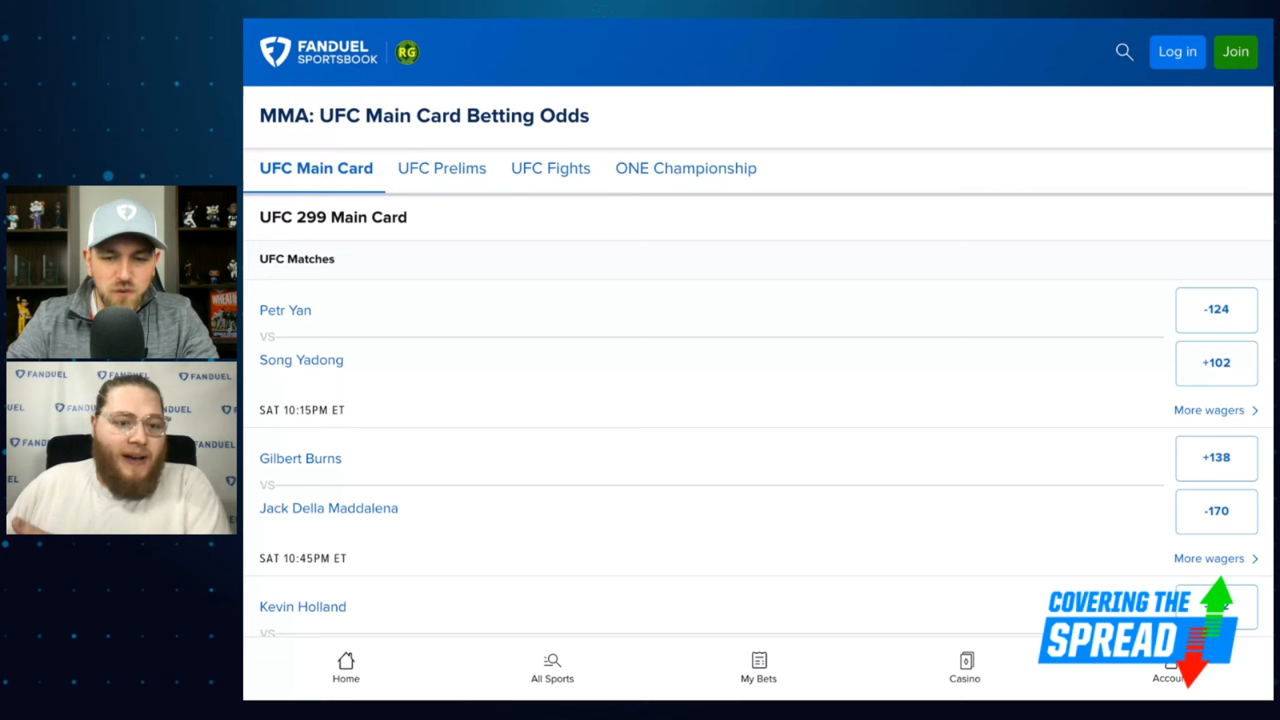 FANDUEL
SPORTSBOOK
RG
Log in
Join
MMA: UFC Main Card Betting Odds
UFC Main Card
UFC Prelims
UFC Fights
ONE Championship
UFC 299 Main Card
UFC Matches
Petr Yan
-124
VS
Song Yadong
+102
SAT 10:15PM ET
More wagers
Gilbert Burns
+138
VS
Jack Della Maddalena
-170
SAT 10:45PM ET
More wagers
Kevin Holland
VS
COVERING THE
SPREAD
Home
All Sports
My Bets
Casino
FANDUEL
FANDUEL
FANDUEL